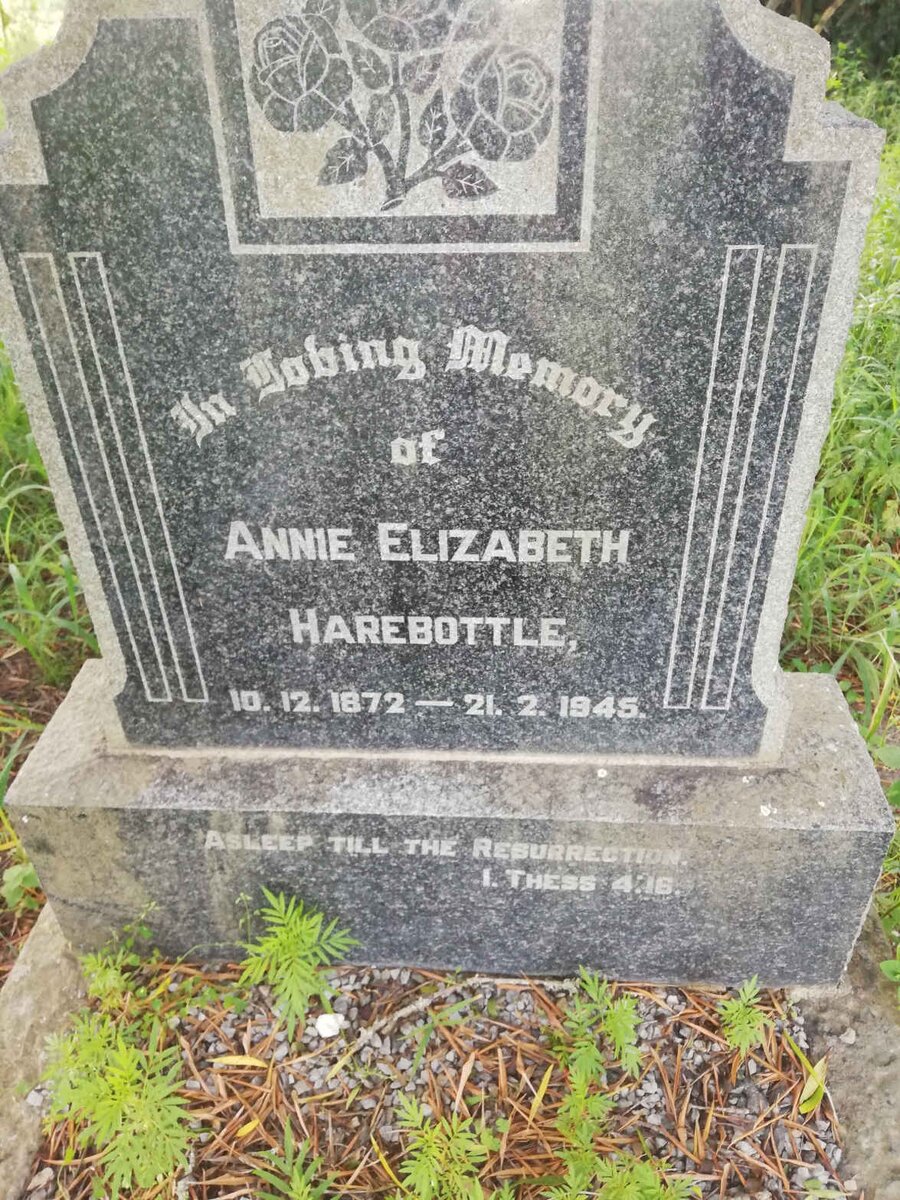 In Loving Memory
of
ANNIE ELIZABETH
HAREBOTTLE,
10. 12. 1872 — 21. 2. 1945.
ASLEEP TILL THE RESURRECTION.
I. THESS 4:16.